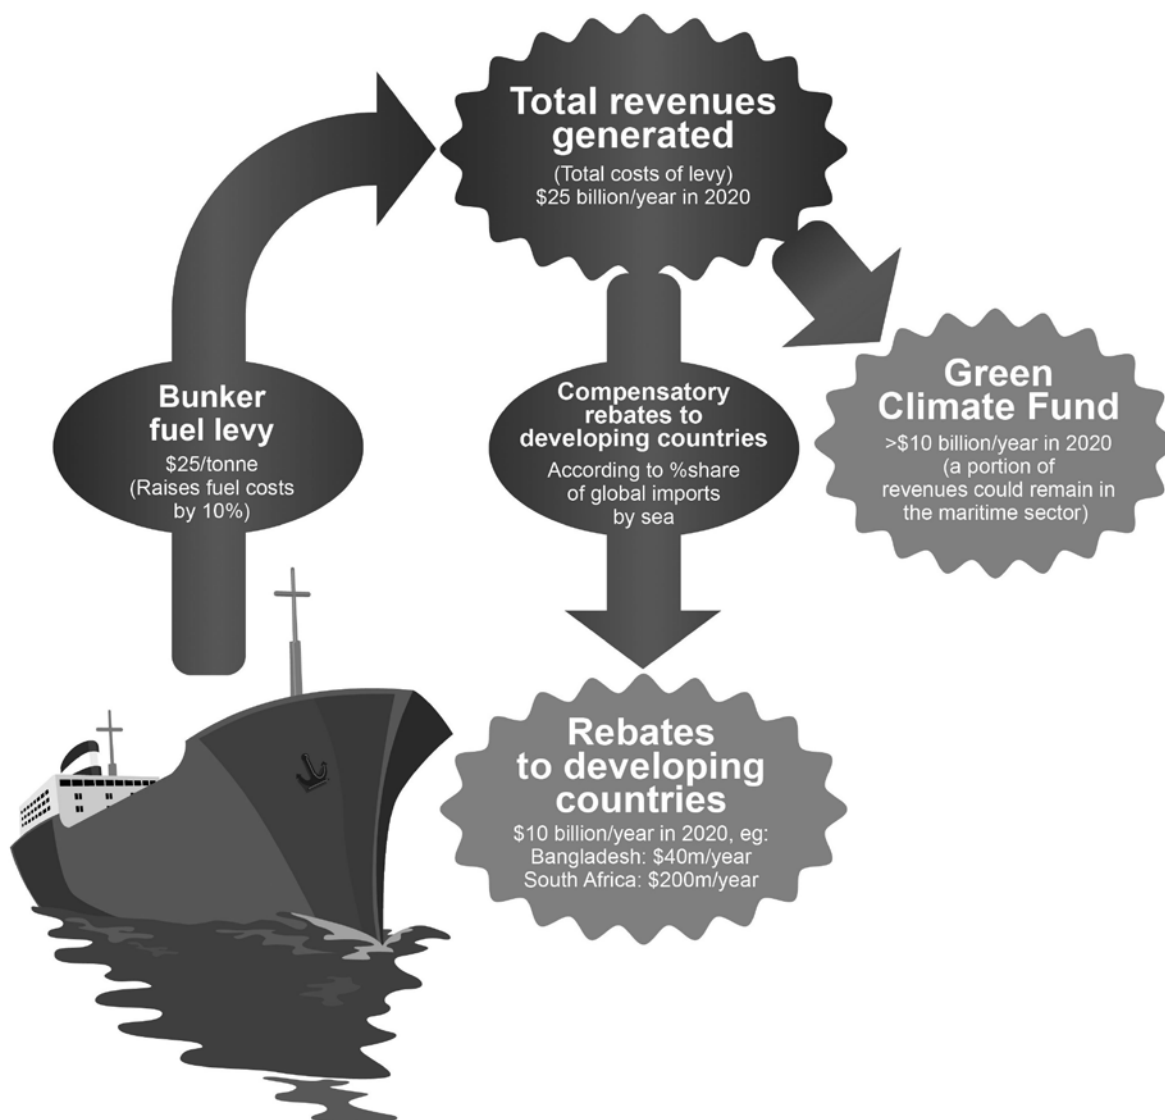 Total revenues
generated
(Total costs of levy)
$25 billion/year in 2020
Bunker
fuel levy
$25/tonne
(Raises fuel costs
by 10%)
Compensatory
rebates to
developing countries
According to %share
of global imports
by sea
Green
Climate Fund
>$10 billion/year in 2020
(a portion of
revenues could remain in
the maritime sector)
Rebates
to developing
countries
$10 billion/year in 2020, eg:
Bangladesh: $40m/year
South Africa: $200m/year